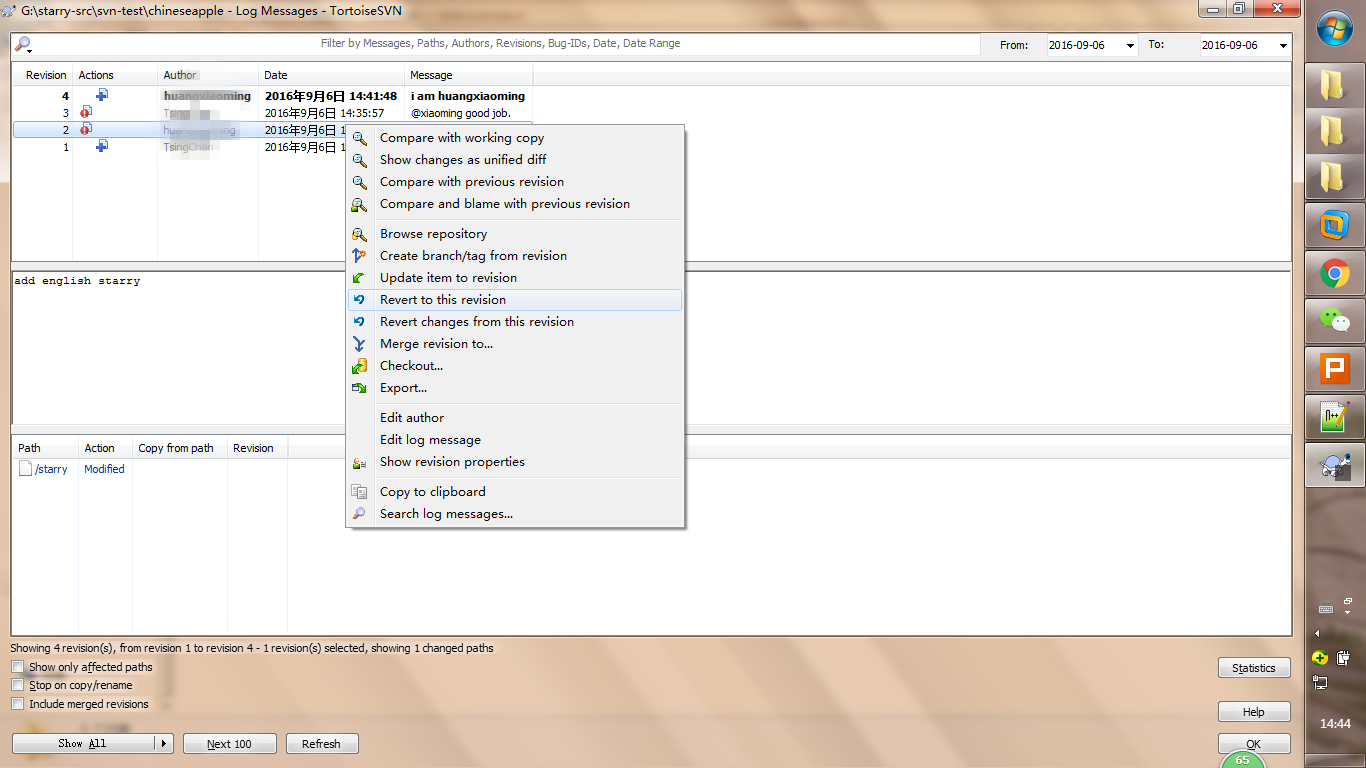 G:\starry-src\svn-test\chineseapple - Log Messages - TortoiseSVN
Filter by Messages, Paths, Authors, Revisions, Bug-IDs, Date, Date Range
From: 2016-09-06 To: 2016-09-06
Revision Actions Author Date Message
4 huangxiaoming 2016年9月6日 14:41:48 i am huangxiaoming
3 Tsing 2016年9月6日 14:35:57 @xiaoming good job.
2 2016年9月6日 1
1 TsingChan 2016年9月6日 1
Compare with working copy
Show changes as unified diff
Compare with previous revision
Compare and blame with previous revision
Browse repository
Create branch/tag from revision
Update item to revision
Revert to this revision
Revert changes from this revision
Merge revision to...
Checkout...
Export...
Edit author
Edit log message
Show revision properties
Copy to clipboard
Search log messages...
add english starry
Path Action Copy from path Revision
/starry Modified
Showing 4 revision(s), from revision 1 to revision 4 - 1 revision(s) selected, showing 1 changed paths
Show only affected paths
Stop on copy/rename
Include merged revisions
Statistics
Help
Show All Next 100 Refresh
OK
65
14:44